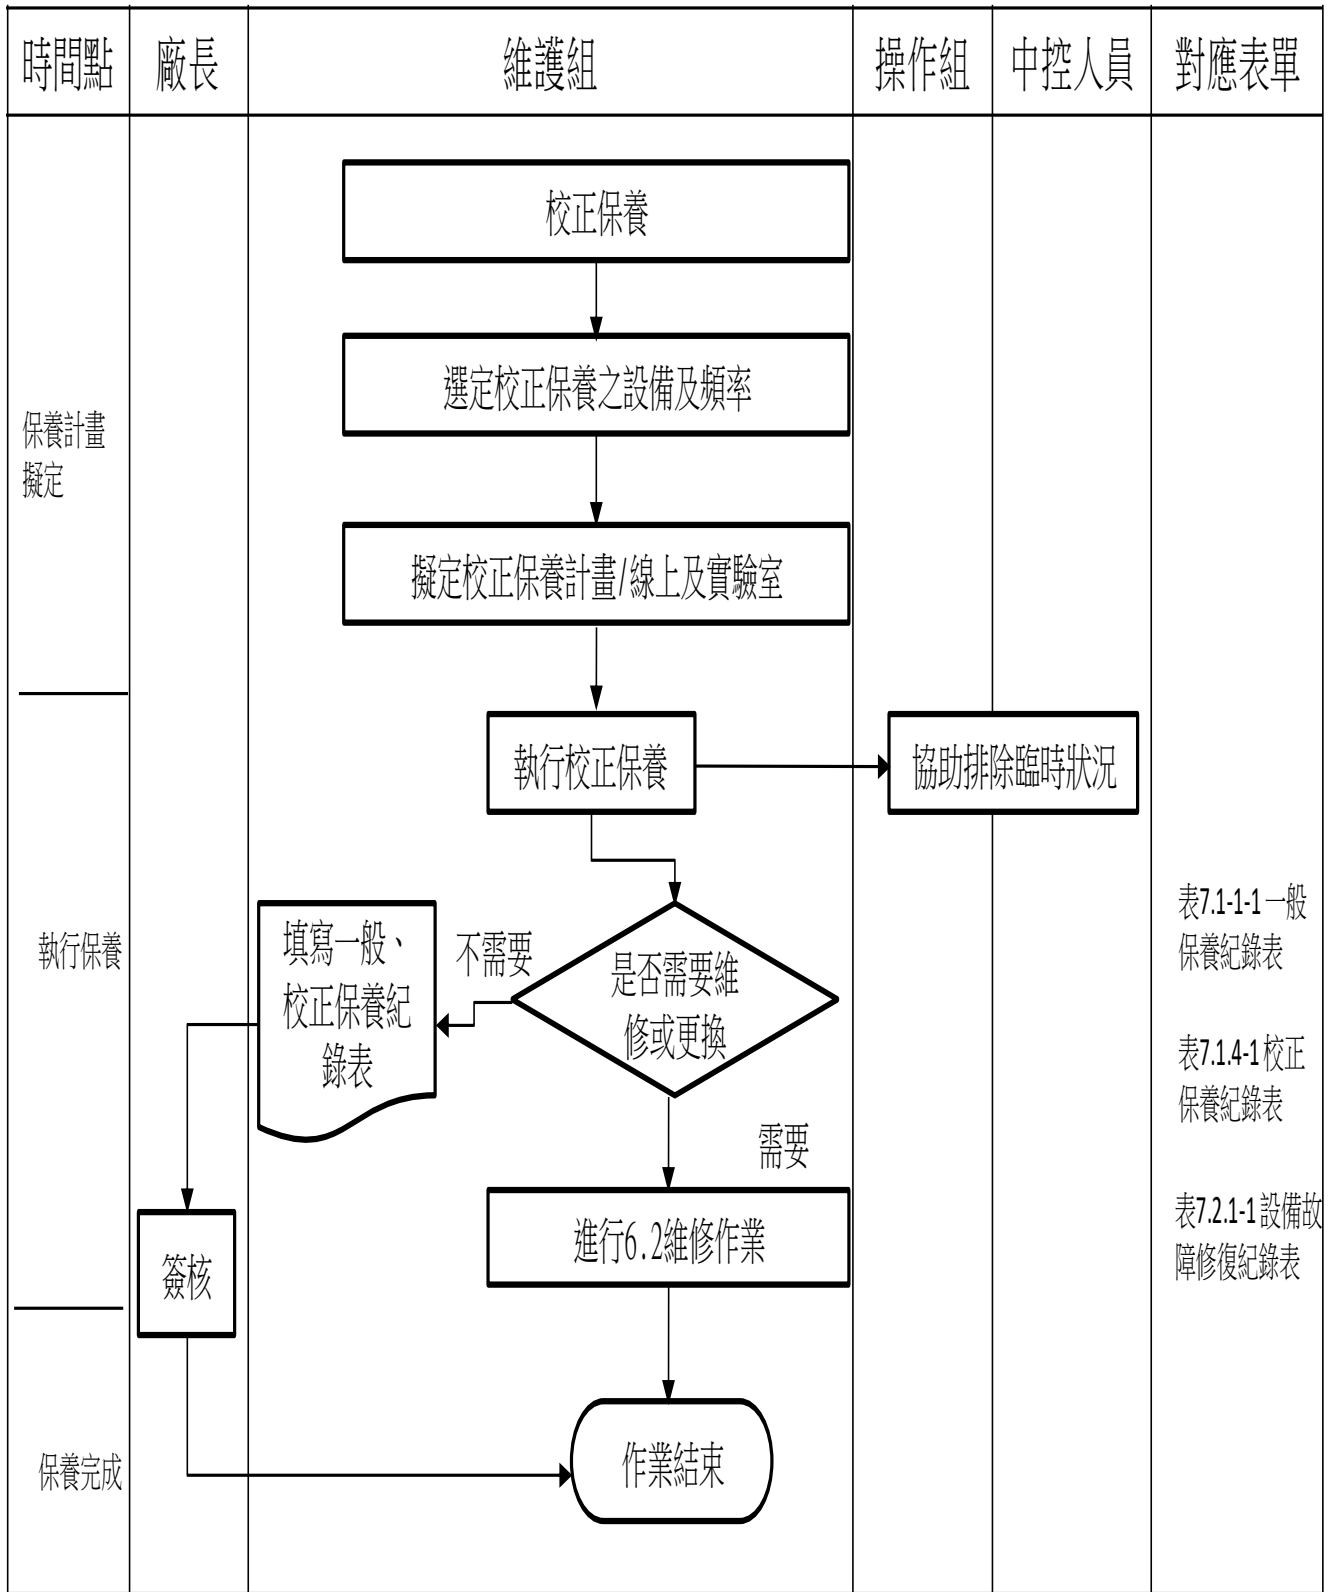 時間點
廠長
維護組
操作組
中控人員
對應表單
校正保養
選定校正保養之設備及頻率
保養計畫
擬定
擬定校正保養計畫/線上及實驗室
執行校正保養
協助排除臨時狀況
執行保養
填寫一般、
校正保養紀
錄表
不需要
是否需要維
修或更換
表7.1-1-1一般
保養紀錄表
表7.1.4-1校正
保養紀錄表
需要
簽核
進行6.2維修作業
表7.2.1-1設備故
障修復紀錄表
保養完成
作業結束